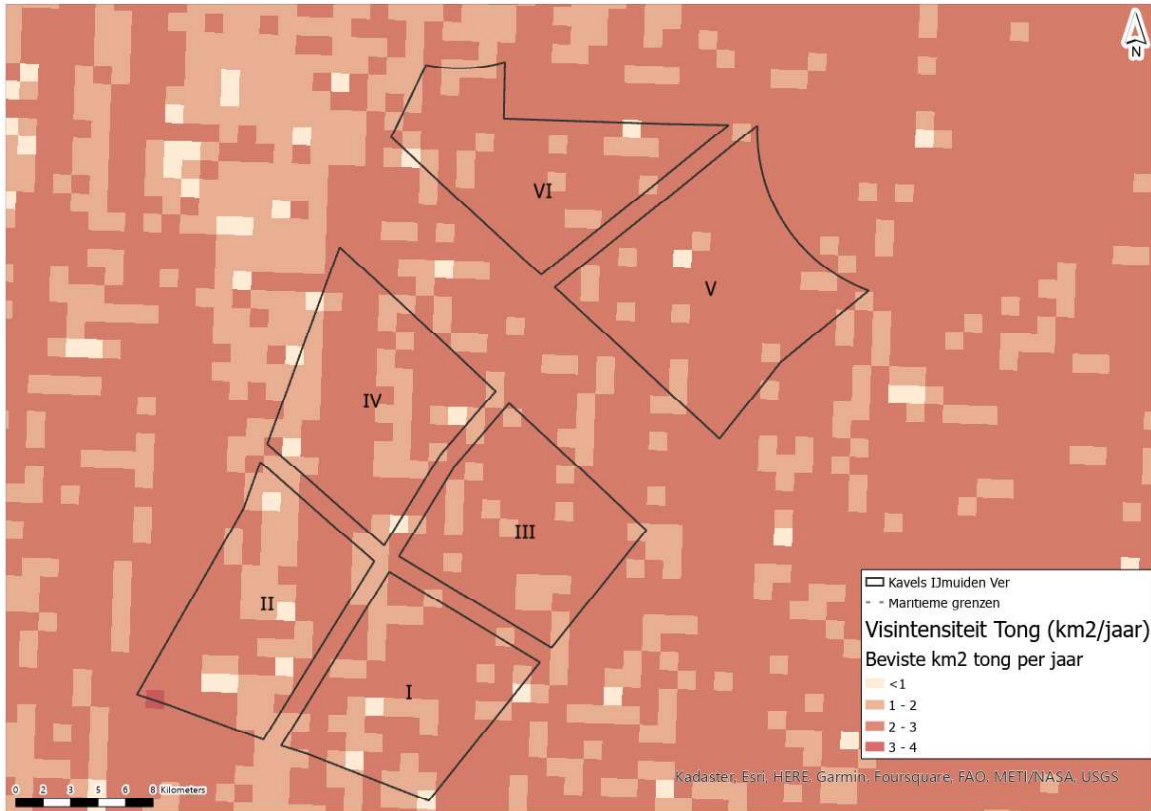 N
VI
V
IV
III
II
I
Kavels IJmuiden Ver
Maritieme grenzen
Visintensiteit Tong (km2/jaar)
Beviste km2 tong per jaar
<1
1 - 2
2 - 3
3 - 4
Kadaster, Esri, HERE, Garmin, Foursquare, FAO, METI/NASA, USGS
0 2 3 5 6 8 Kilometers